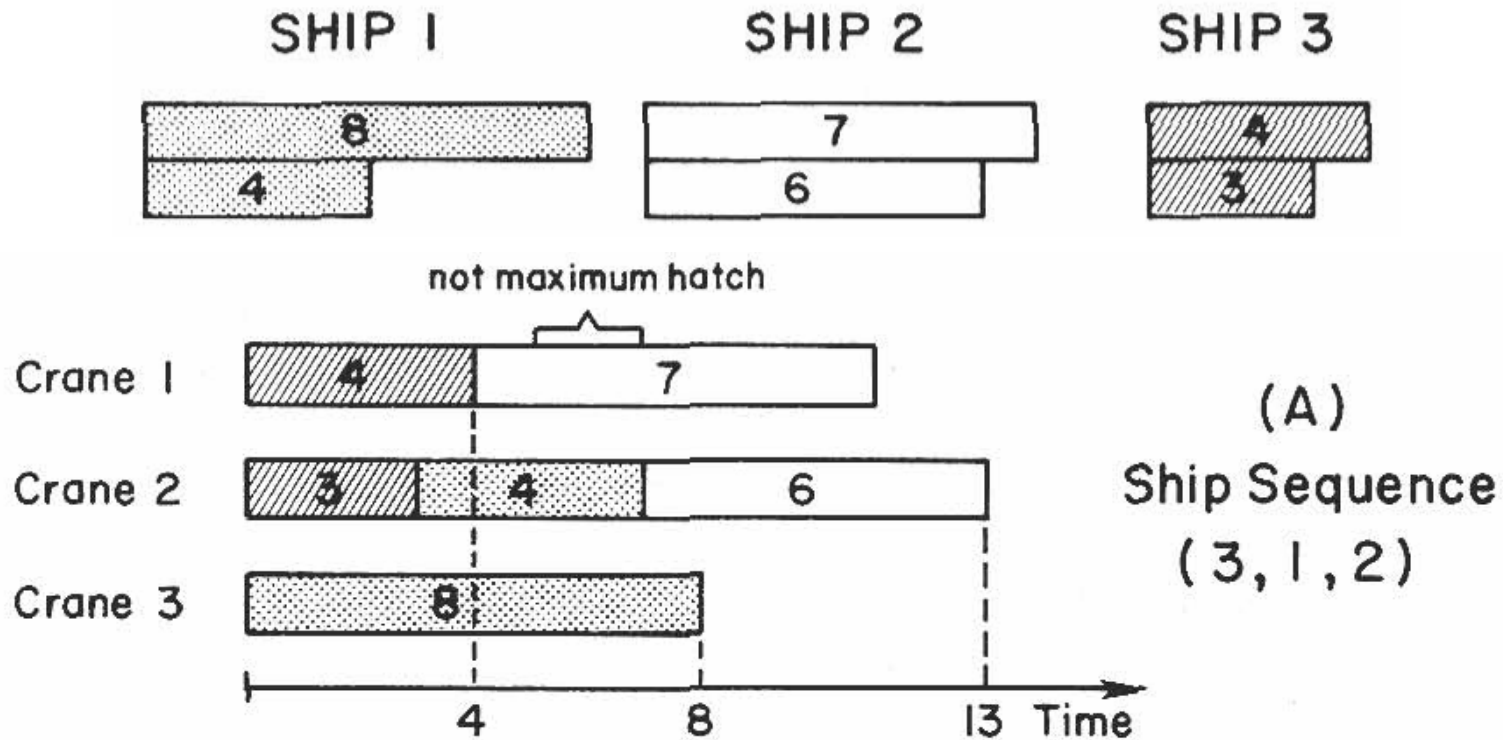 SHIP 1 SHIP 2 SHIP 3
8 7 4
4 6 3
not maximum hatch
Crane 1 4 7
(A)
Crane 2 3 4 6
Ship Sequence
(3, 1, 2)
Crane 3 8
4 8 13 Time